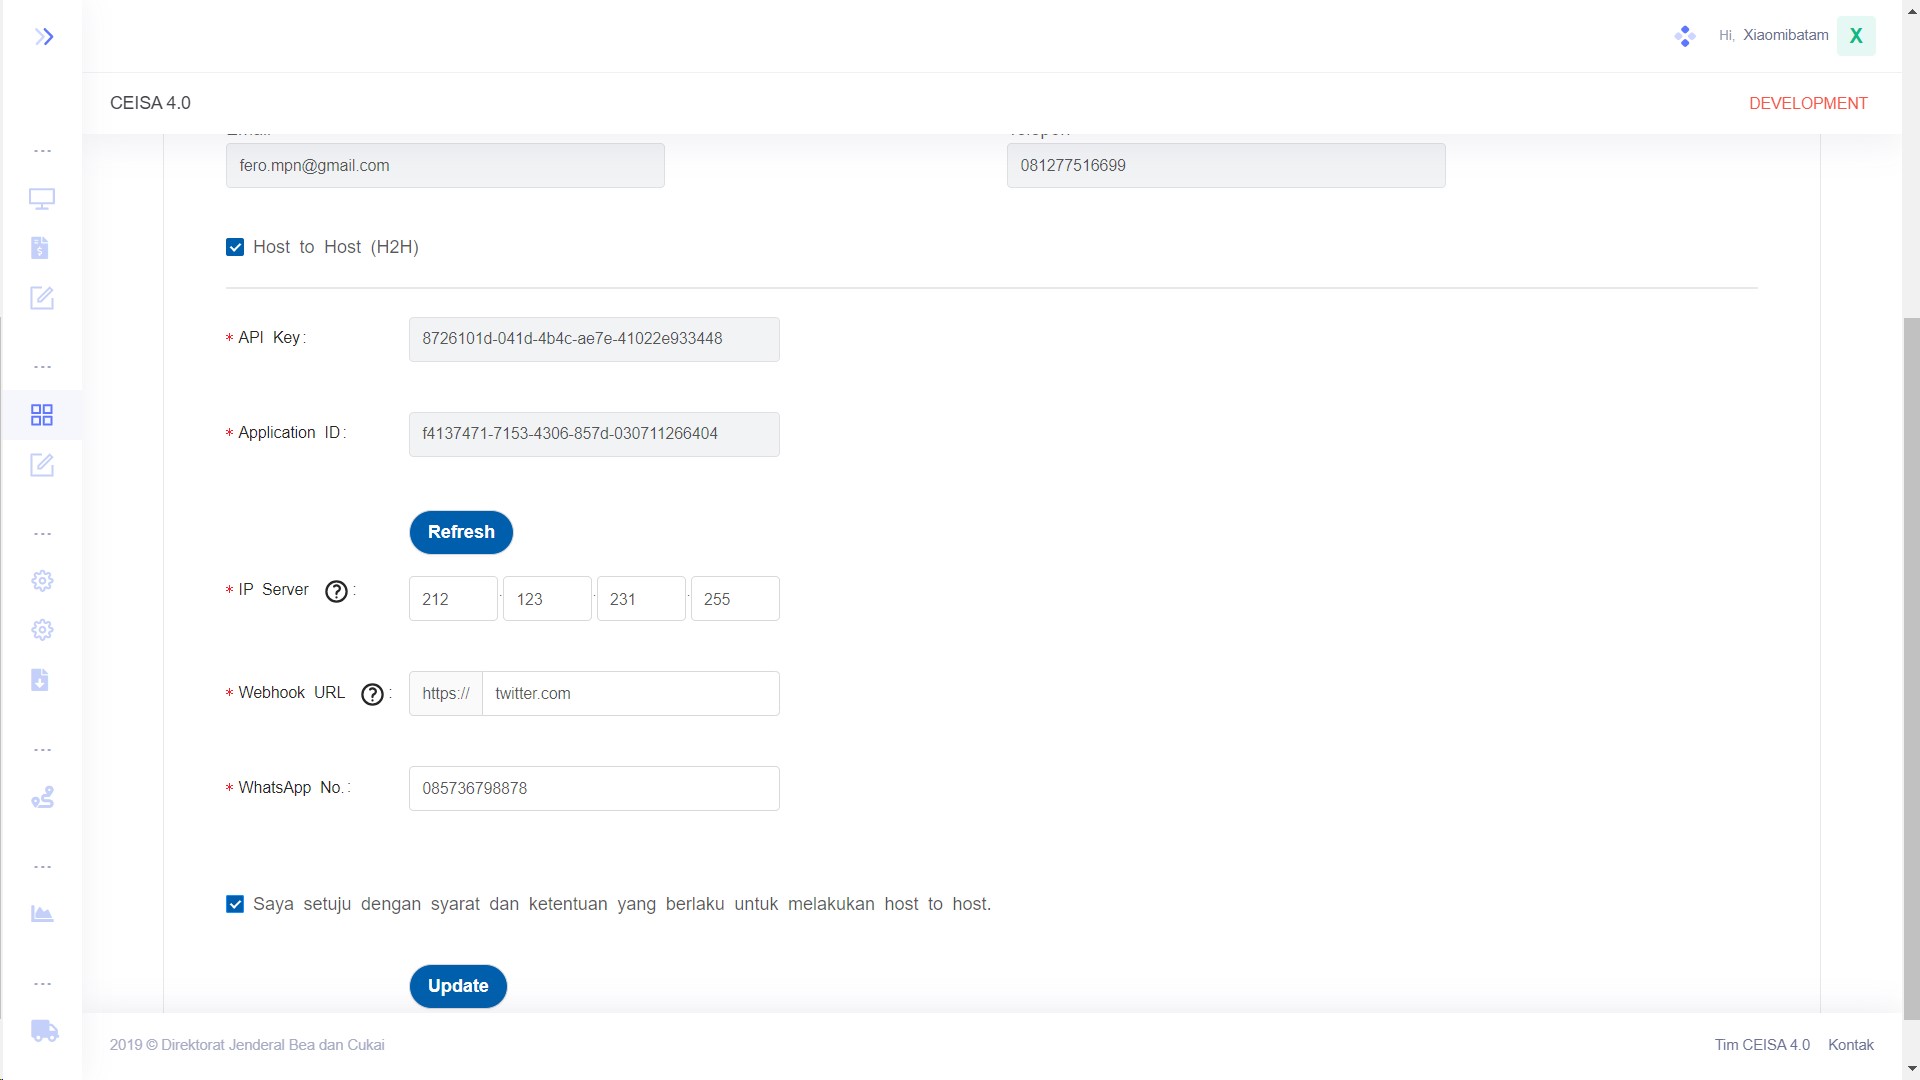 Hi, Xiaomibatam X
CEISA 4.0
DEVELOPMENT
fero.mpn@gmail.com
081277516699
Host to Host (H2H)
* API Key:
8726101d-041d-4b4c-ae7e-41022e933448
* Application ID:
f4137471-7153-4306-857d-030711266404
Refresh
* IP Server ? :
212 . 123 . 231 . 255
* Webhook URL ? :
https:// twitter.com
* WhatsApp No.:
085736798878
Saya setuju dengan syarat dan ketentuan yang berlaku untuk melakukan host to host.
Update
2019 © Direktorat Jenderal Bea dan Cukai
Tim CEISA 4.0 Kontak